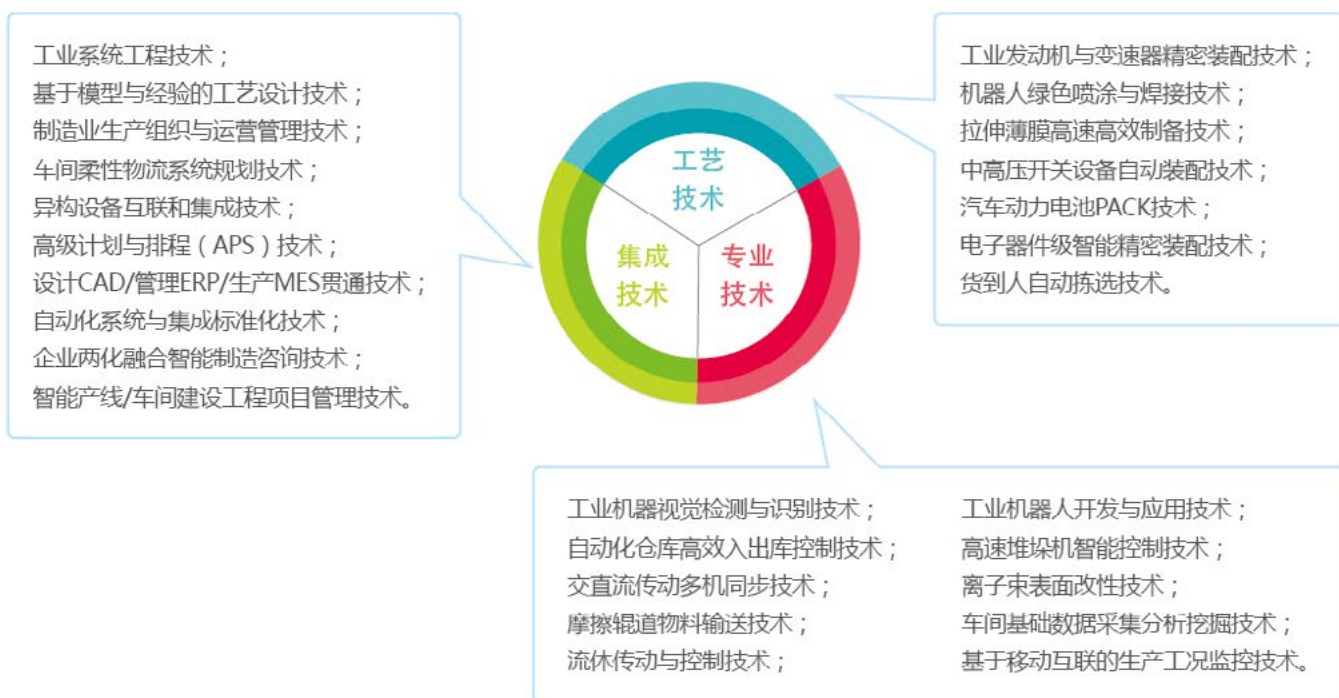 工业系统工程技术；
基于模型与经验的工艺设计技术；
制造业生产组织与运营管理技术；
车间柔性物流系统规划技术；
异构设备互联和集成技术；
高级计划与排程（APS）技术；
设计CAD/管理ERP/生产MES贯通技术；
自动化系统与集成标准化技术；
企业两化融合智能制造咨询技术；
智能产线/车间建设工程项目管理技术。
工艺
技术
集成
技术
专业
技术
工业发动机与变速器精密装配技术；
机器人绿色喷涂与焊接技术；
拉伸薄膜高速高效制备技术；
中高压开关设备自动装配技术；
汽车动力电池PACK技术；
电子器件级智能精密装配技术；
货到人自动拣选技术。
工业机器视觉检测与识别技术；
自动化仓库高效入出库控制技术；
交直流传动多机同步技术；
摩擦辊道物料输送技术；
流休传动与控制技术；
工业机器人开发与应用技术；
高速堆垛机智能控制技术；
离子束表面改性技术；
车间基础数据采集分析挖掘技术；
基于移动互联的生产工况监控技术。